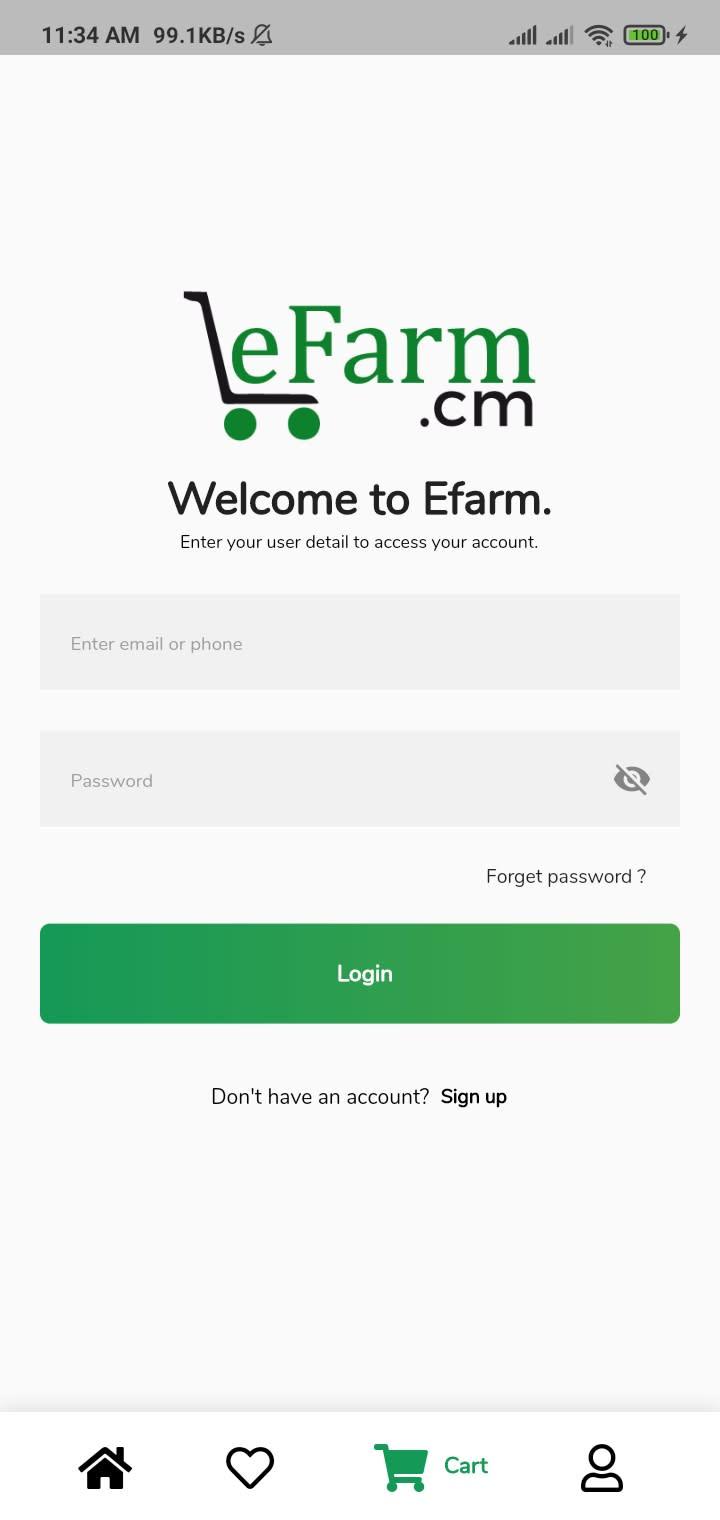 11:34 AM 99.1KB/s 100
eFarm
.cm
Welcome to Efarm.
Enter your user detail to access your account.
Enter email or phone
Password
Forget password ?
Login
Don't have an account? Sign up
Cart